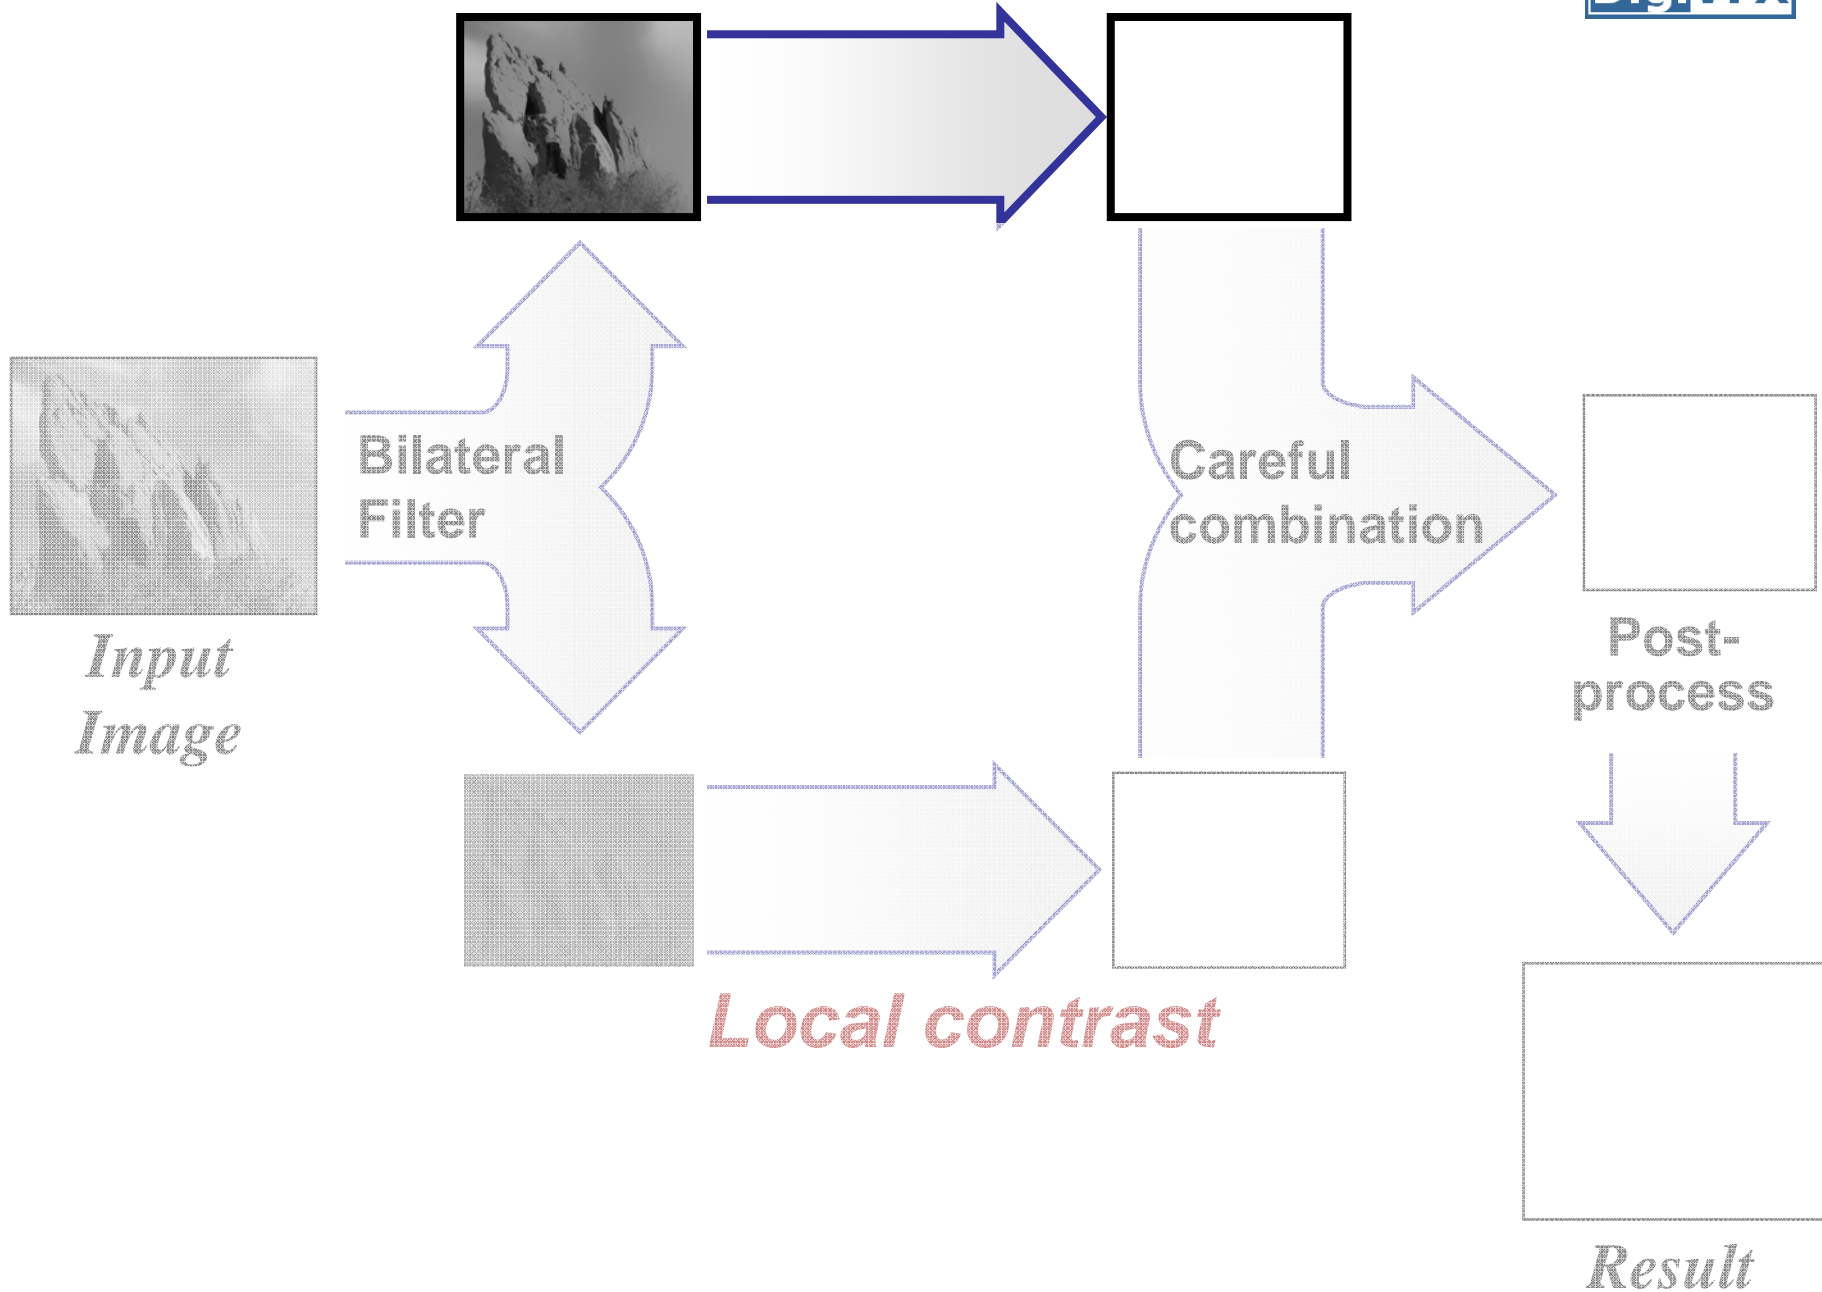 Bilateral
Filter
Careful
combination
Input
Image
Post-
process
Local contrast
Result